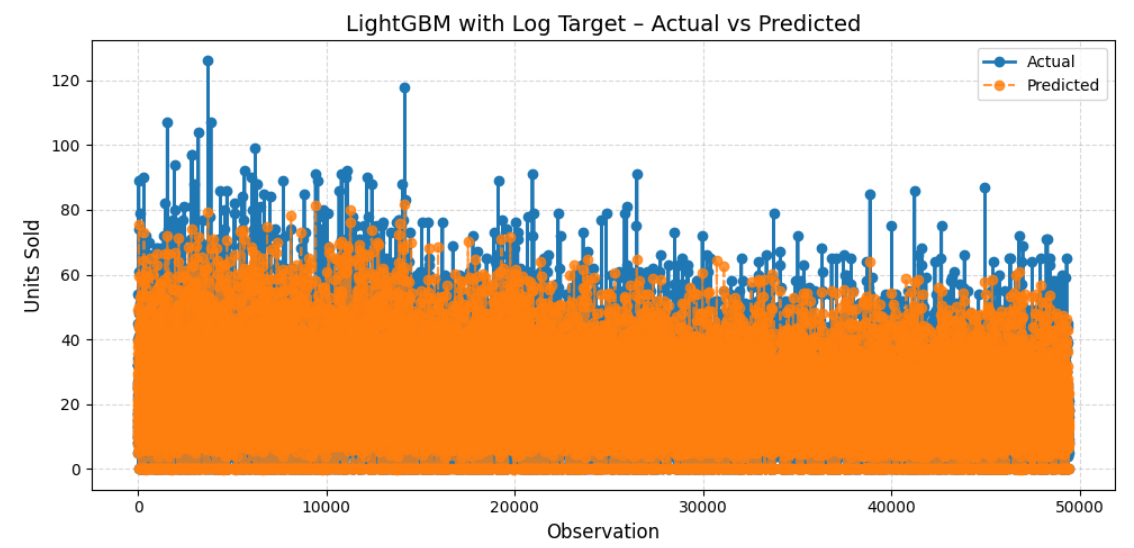 LightGBM with Log Target – Actual vs Predicted
Actual
Predicted
120
100
80
60
40
20
0
Units Sold
0 10000 20000 30000 40000 50000
Observation